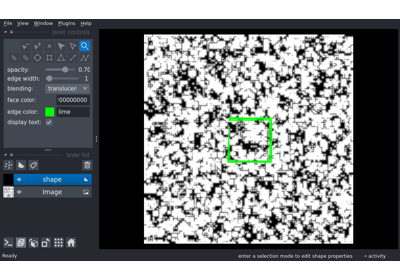 File View Window Plugins Help
layer controls
opacity: 0.70
edge width: 1
blending: translucen
face color: 00000000
edge color: lime
display text:
layer list
shape
Image
Ready enter a selection mode to edit shape properties activity